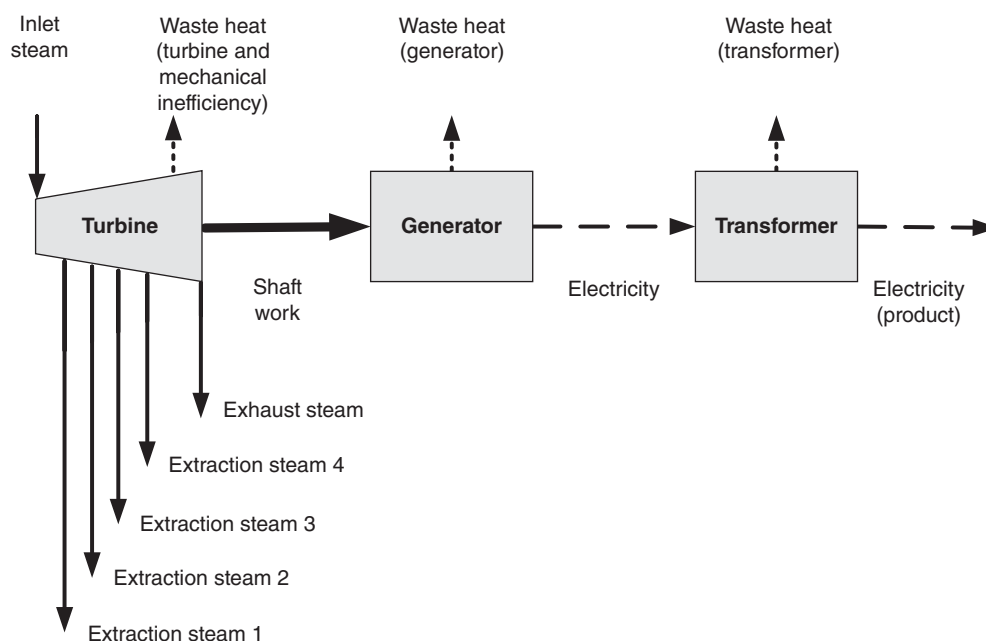 Inlet
steam
Waste heat
(turbine and
mechanical
inefficiency)
Waste heat
(generator)
Waste heat
(transformer)
Turbine
Generator
Transformer
Shaft
work
Electricity
Electricity
(product)
Exhaust steam
Extraction steam 4
Extraction steam 3
Extraction steam 2
Extraction steam 1